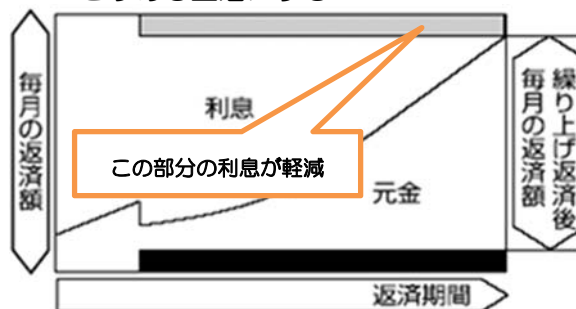 毎月の返済額
利息
この部分の利息が軽減
元金
繰り上げ返済後
毎月の返済額
返済期間